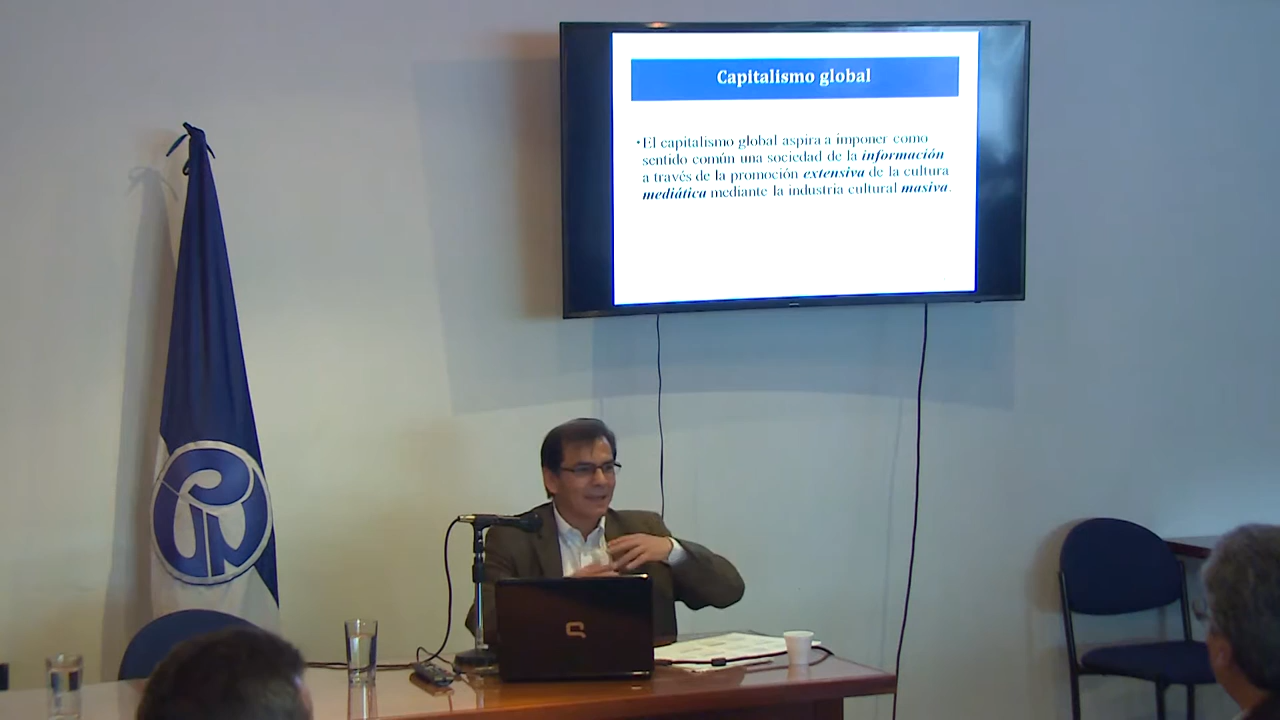 Capitalismo global
•El capitalismo global aspira a imponer como
sentido común una sociedad de la información
a través de la promoción extensiva de la cultura
mediática mediante la industria cultural masiva.